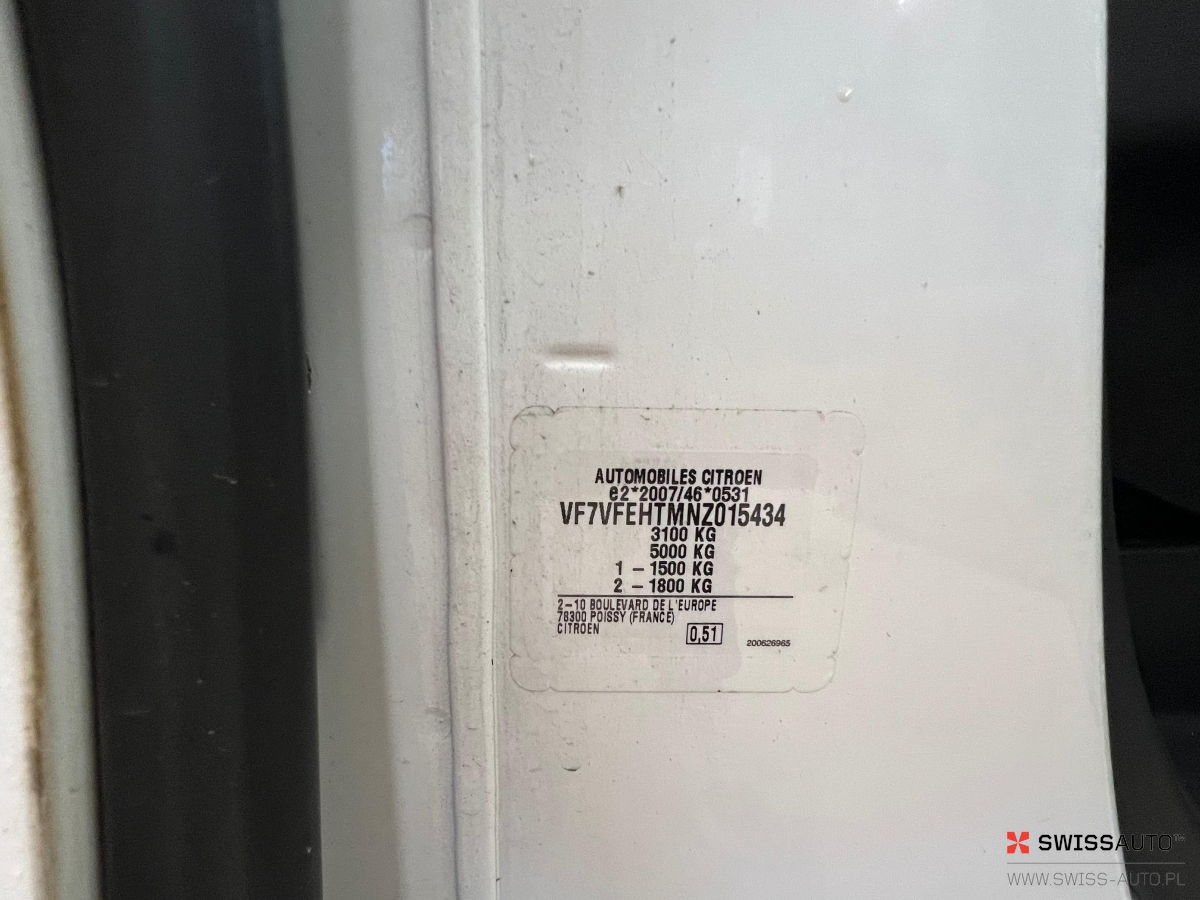 AUTOMOBILES CITROEN
e2*2007/46*0531
VF7VFEHTMNZ015434
3100 KG
5000 KG
1 – 1500 KG
2 – 1800 KG
2–10 BOULEVARD DE L'EUROPE
78300 POISSY (FRANCE)
CITROEN
0,51
200626965
SWISSAUTO
WWW.SWISS-AUTO.PL